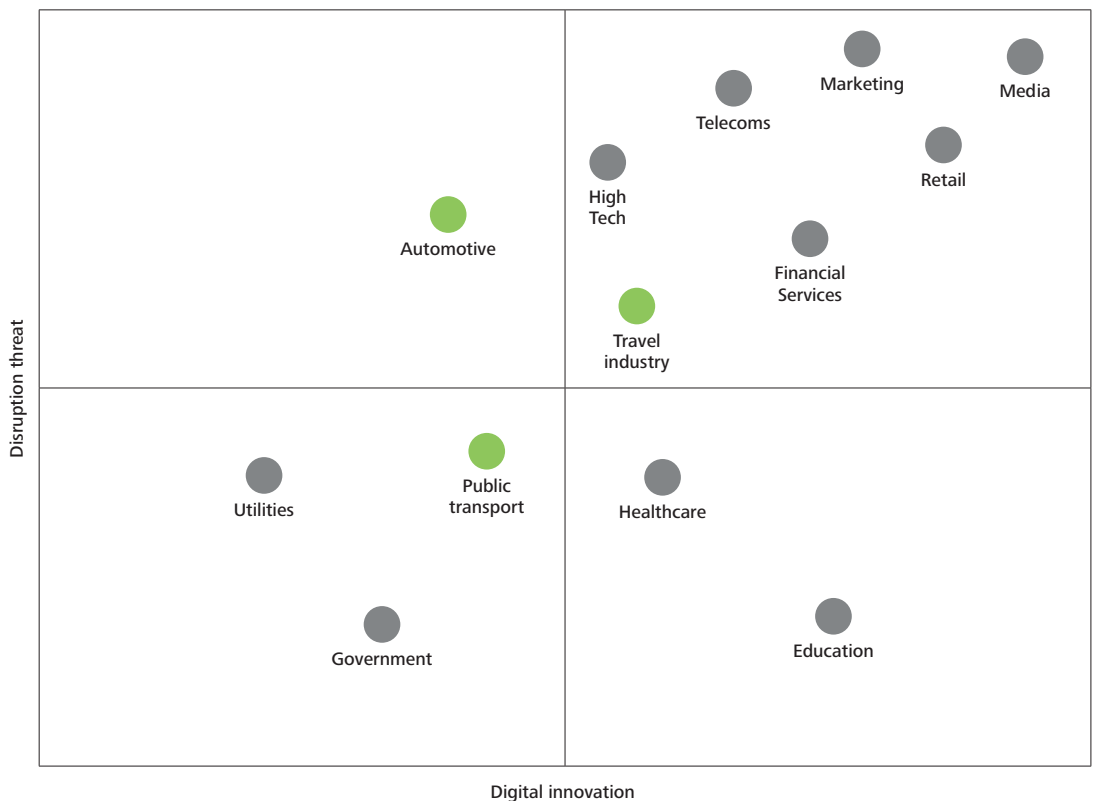 Marketing
Media
Telecoms
Retail
High
Tech
Automotive
Financial
Services
Travel
industry
Disruption threat
Public
transport
Utilities
Healthcare
Government
Education
Digital innovation